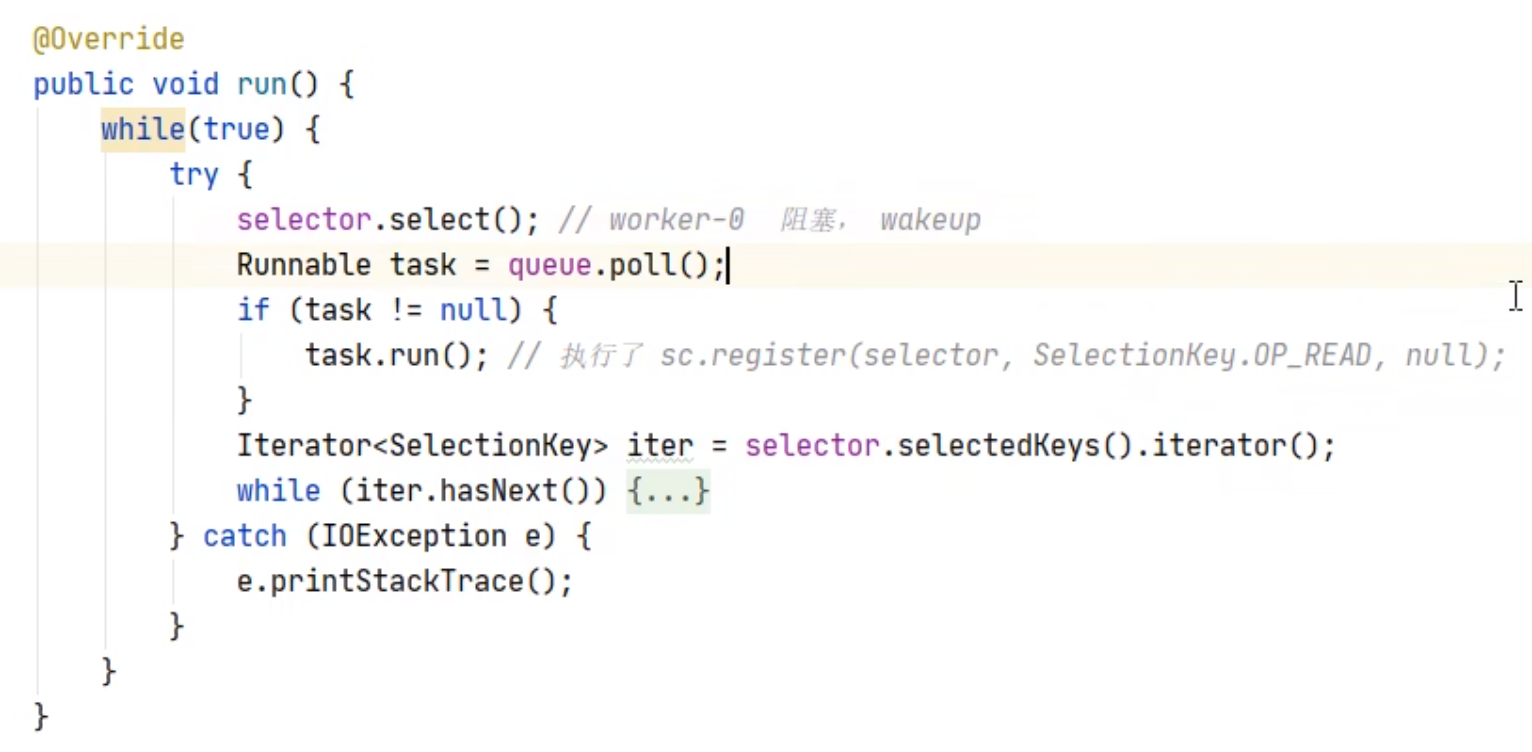 @Override
public void run() {
while(true) {
try {
selector.select(); // worker-0  阻塞， wakeup
Runnable task = queue.poll();
if (task != null) {
task.run(); // 执行了 sc.register(selector, SelectionKey.OP_READ, null);
}
Iterator<SelectionKey> iter = selector.selectedKeys().iterator();
while (iter.hasNext()) {...}
} catch (IOException e) {
e.printStackTrace();
}
}
}